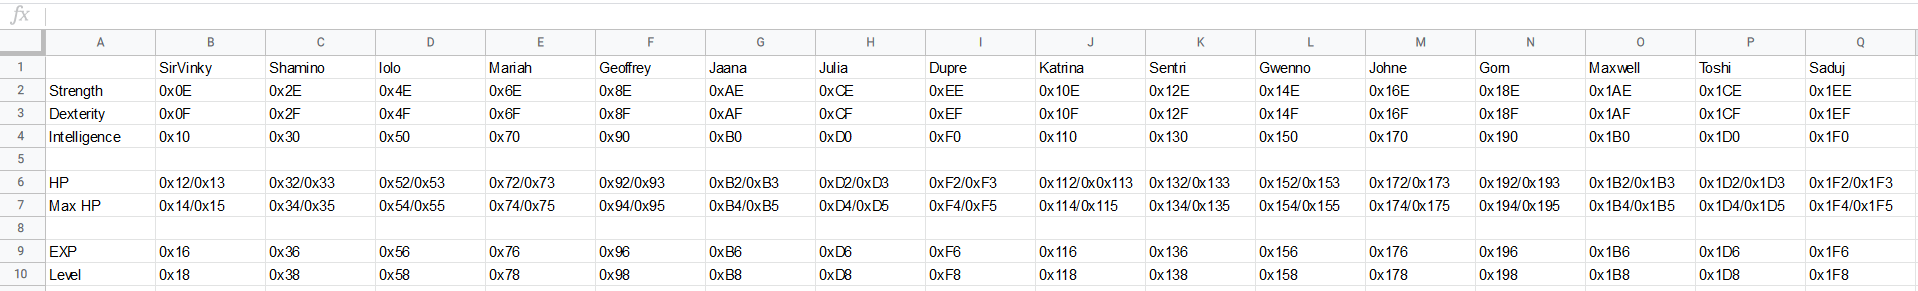 fx
A B C D E F G H I J K L M N O P Q
1 SirVinky Shamino Iolo Mariah Geoffrey Jaana Julia Dupre Katrina Sentri Gwenno Johne Gorn Maxwell Toshi Saduj
2 Strength 0x0E 0x2E 0x4E 0x6E 0x8E 0xAE 0xCE 0xEE 0x10E 0x12E 0x14E 0x16E 0x18E 0x1AE 0x1CE 0x1EE
3 Dexterity 0x0F 0x2F 0x4F 0x6F 0x8F 0xAF 0xCF 0xEF 0x10F 0x12F 0x14F 0x16F 0x18F 0x1AF 0x1CF 0x1EF
4 Intelligence 0x10 0x30 0x50 0x70 0x90 0xB0 0xD0 0xF0 0x110 0x130 0x150 0x170 0x190 0x1B0 0x1D0 0x1F0
5
6 HP 0x12/0x13 0x32/0x33 0x52/0x53 0x72/0x73 0x92/0x93 0xB2/0xB3 0xD2/0xD3 0xF2/0xF3 0x112/0x0x113 0x132/0x133 0x152/0x153 0x172/0x173 0x192/0x193 0x1B2/0x1B3 0x1D2/0x1D3 0x1F2/0x1F3
7 Max HP 0x14/0x15 0x34/0x35 0x54/0x55 0x74/0x75 0x94/0x95 0xB4/0xB5 0xD4/0xD5 0xF4/0xF5 0x114/0x115 0x134/0x135 0x154/0x155 0x174/0x175 0x194/0x195 0x1B4/0x1B5 0x1D4/0x1D5 0x1F4/0x1F5
8
9 EXP 0x16 0x36 0x56 0x76 0x96 0xB6 0xD6 0xF6 0x116 0x136 0x156 0x176 0x196 0x1B6 0x1D6 0x1F6
10 Level 0x18 0x38 0x58 0x78 0x98 0xB8 0xD8 0xF8 0x118 0x138 0x158 0x178 0x198 0x1B8 0x1D8 0x1F8